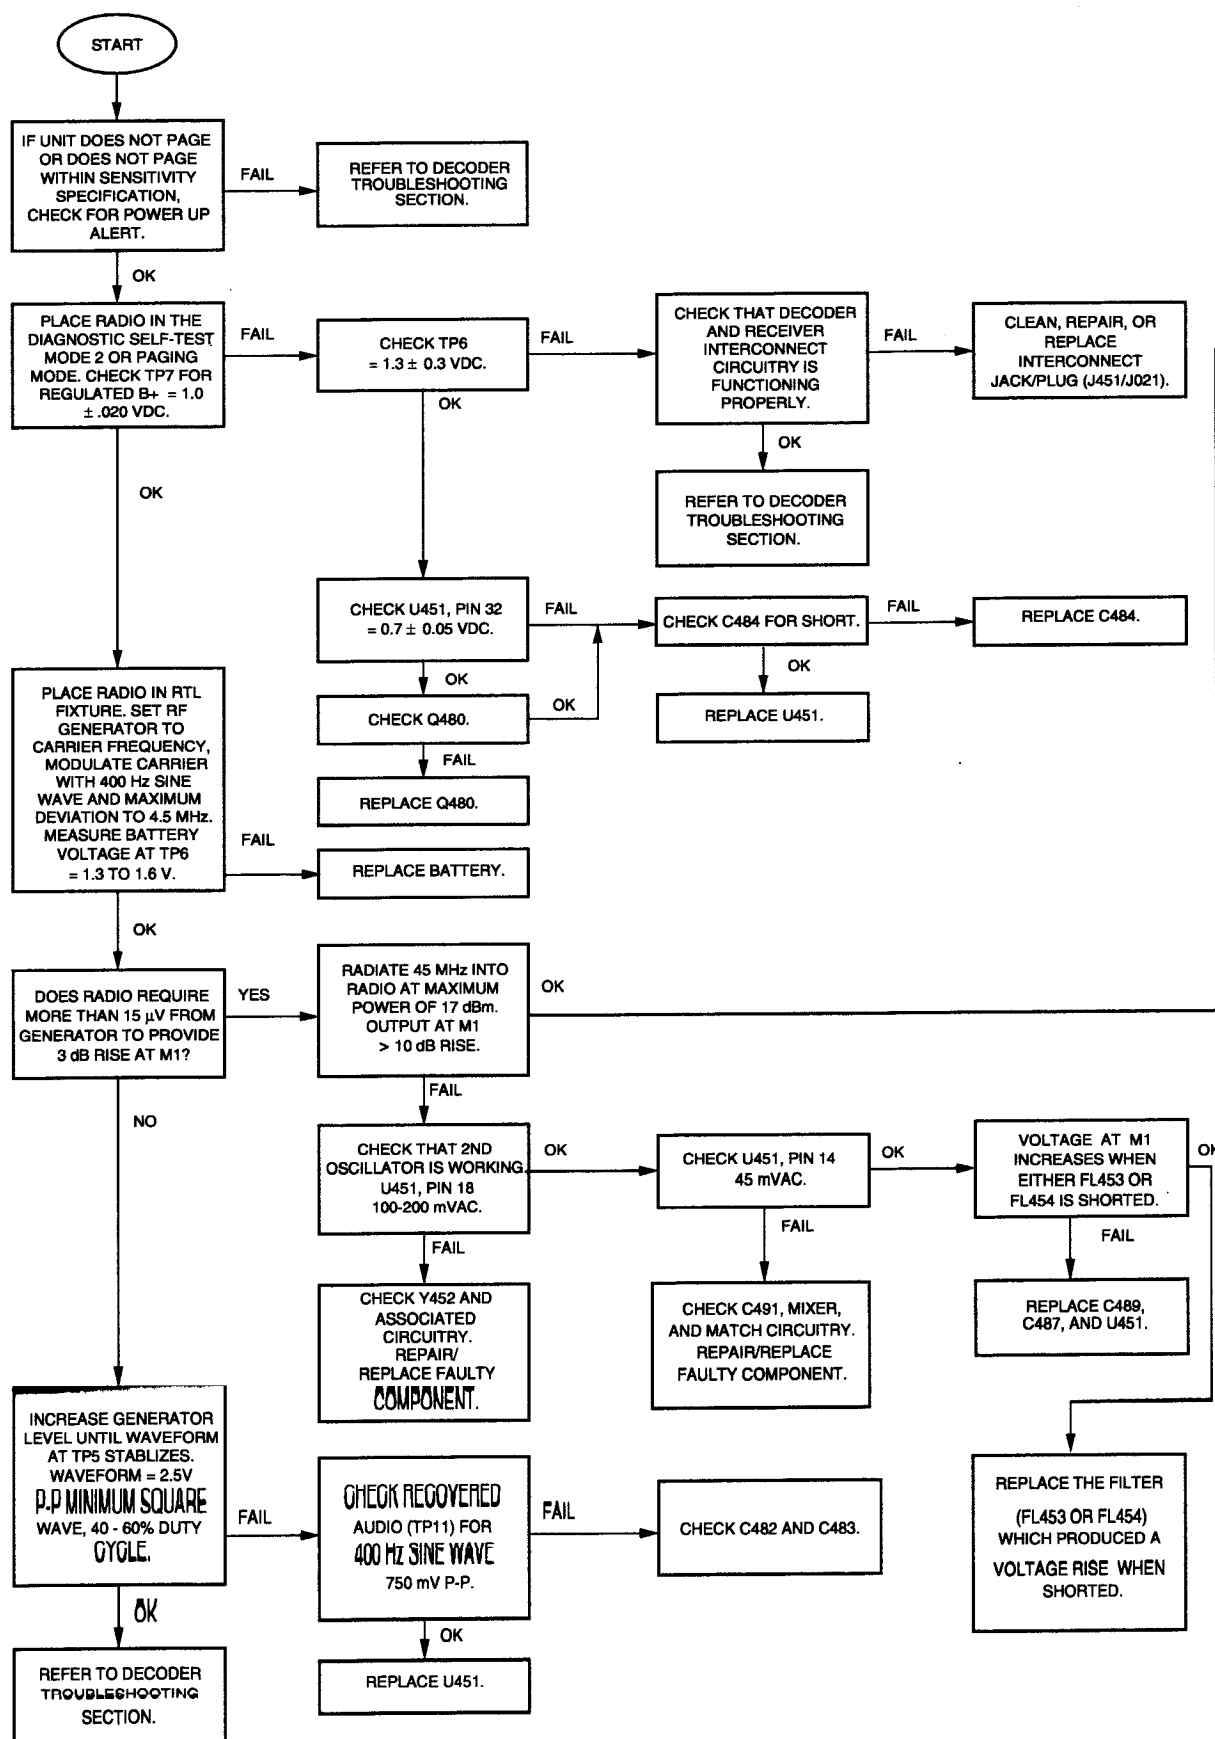 START
IF UNIT DOES NOT PAGE
OR DOES NOT PAGE
WITHIN SENSITIVITY
SPECIFICATION,
CHECK FOR POWER UP
ALERT.
FAIL
REFER TO DECODER
TROUBLESHOOTING
SECTION.
OK
PLACE RADIO IN THE
DIAGNOSTIC SELF-TEST
MODE 2 OR PAGING
MODE. CHECK TP7 FOR
REGULATED B+ = 1.0
± .020 VDC.
FAIL
CHECK TP6
= 1.3 ± 0.3 VDC.
FAIL
CHECK THAT DECODER
AND RECEIVER
INTERCONNECT
CIRCUITRY IS
FUNCTIONING
PROPERLY.
FAIL
CLEAN, REPAIR, OR
REPLACE
INTERCONNECT
JACK/PLUG (J451/J021).
OK
OK
OK
REFER TO DECODER
TROUBLESHOOTING
SECTION.
CHECK U451, PIN 32
= 0.7 ± 0.05 VDC.
FAIL
CHECK C484 FOR SHORT.
FAIL
REPLACE C484.
OK
OK
CHECK Q480.
OK
REPLACE U451.
FAIL
REPLACE Q480.
PLACE RADIO IN RTL
FIXTURE. SET RF
GENERATOR TO
CARRIER FREQUENCY,
MODULATE CARRIER
WITH 400 Hz SINE
WAVE AND MAXIMUM
DEVIATION TO 4.5 MHz.
MEASURE BATTERY
VOLTAGE AT TP6
= 1.3 TO 1.6 V.
FAIL
REPLACE BATTERY.
OK
DOES RADIO REQUIRE
MORE THAN 15 μV FROM
GENERATOR TO PROVIDE
3 dB RISE AT M1?
YES
RADIATE 45 MHz INTO
RADIO AT MAXIMUM
POWER OF 17 dBm.
OUTPUT AT M1
> 10 dB RISE.
OK
FAIL
NO
CHECK THAT 2ND
OSCILLATOR IS WORKING
U451, PIN 18
100-200 mVAC.
OK
CHECK U451, PIN 14
45 mVAC.
OK
VOLTAGE AT M1
INCREASES WHEN
EITHER FL453 OR
FL454 IS SHORTED.
OK
FAIL
FAIL
FAIL
CHECK Y452 AND
ASSOCIATED
CIRCUITRY.
REPAIR/
REPLACE FAULTY
COMPONENT.
CHECK C491, MIXER,
AND MATCH CIRCUITRY.
REPAIR/REPLACE
FAULTY COMPONENT.
REPLACE C489,
C487, AND U451.
INCREASE GENERATOR
LEVEL UNTIL WAVEFORM
AT TP5 STABLIZES.
WAVEFORM = 2.5V
P-P MINIMUM SQUARE
WAVE, 40 - 60% DUTY
CYCLE.
FAIL
CHECK RECOVERED
AUDIO (TP11) FOR
400 Hz SINE WAVE
750 mV P-P.
FAIL
CHECK C482 AND C483.
REPLACE THE FILTER
(FL453 OR FL454)
WHICH PRODUCED A
VOLTAGE RISE WHEN
SHORTED.
OK
OK
REFER TO DECODER
TROUBLESHOOTING
SECTION.
REPLACE U451.